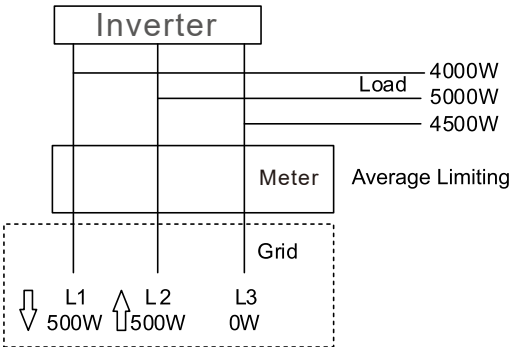 Inverter
4000W
Load
5000W
4500W
Meter
Average Limiting
Grid
L1 L2 L3
500W 500W 0W